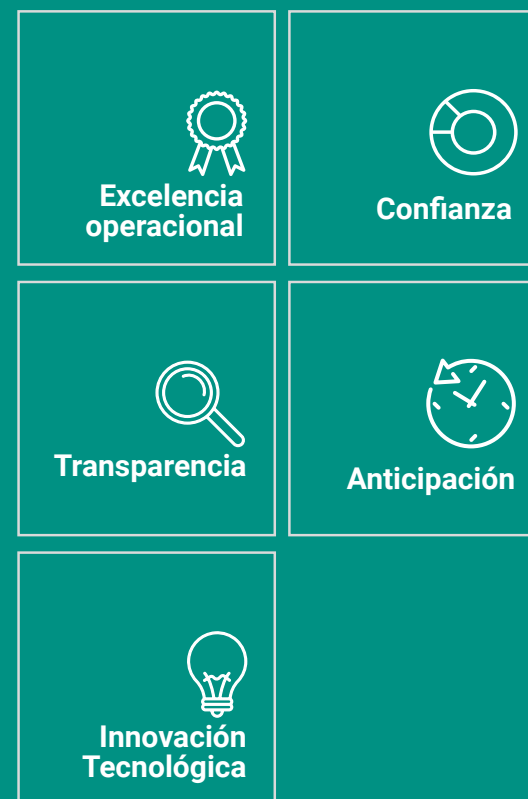 Excelencia
operacional
Confianza
Transparencia
Anticipación
Innovación
Tecnológica